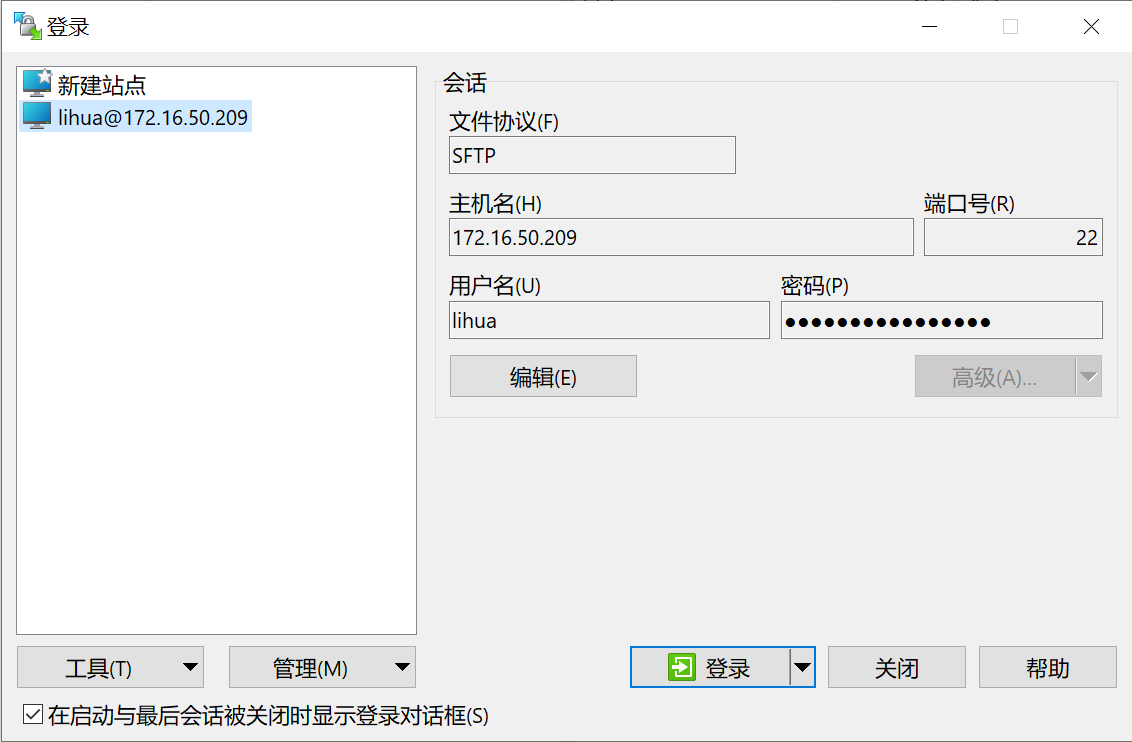 登录
新建站点
lihua@172.16.50.209
会话
文件协议(F)
SFTP
主机名(H) 端口号(R)
172.16.50.209 22
用户名(U) 密码(P)
lihua ●●●●●●●●●●●●●●●●
编辑(E) 高级(A)...
工具(T) 管理(M) 登录 关闭 帮助
在启动与最后会话被关闭时显示登录对话框(S)